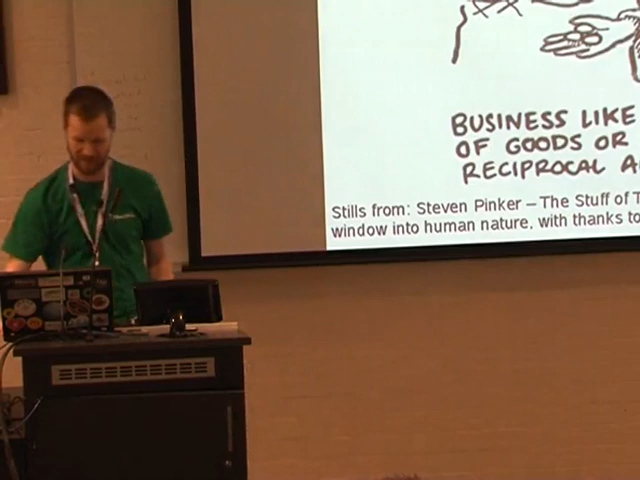 BUSINESS LIKE
OF GOODS OR
RECIPROCAL A
Stills from: Steven Pinker – The Stuff of T
window into human nature, with thanks to